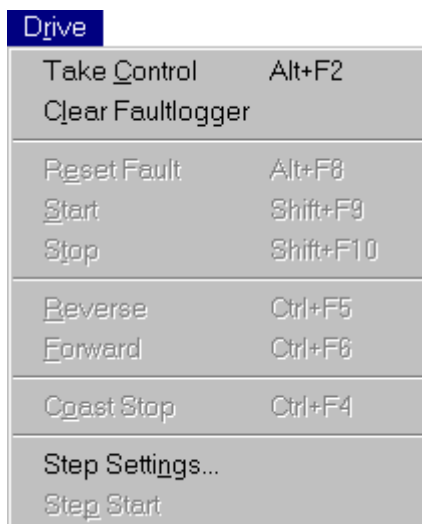 Drive
Take Control Alt+F2
Clear Faultlogger
Reset Fault Alt+F8
Start Shift+F9
Stop Shift+F10
Reverse Ctrl+F5
Forward Ctrl+F6
Coast Stop Ctrl+F4
Step Settings...
Step Start